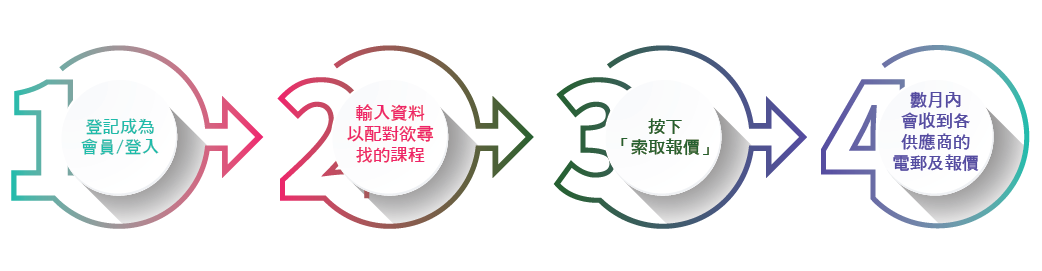 1
登記成為
會員/登入
2
輸入資料
以配對欲尋
找的課程
3
按下
「索取報價」
4
數月內
會收到各
供應商的
電郵及報價